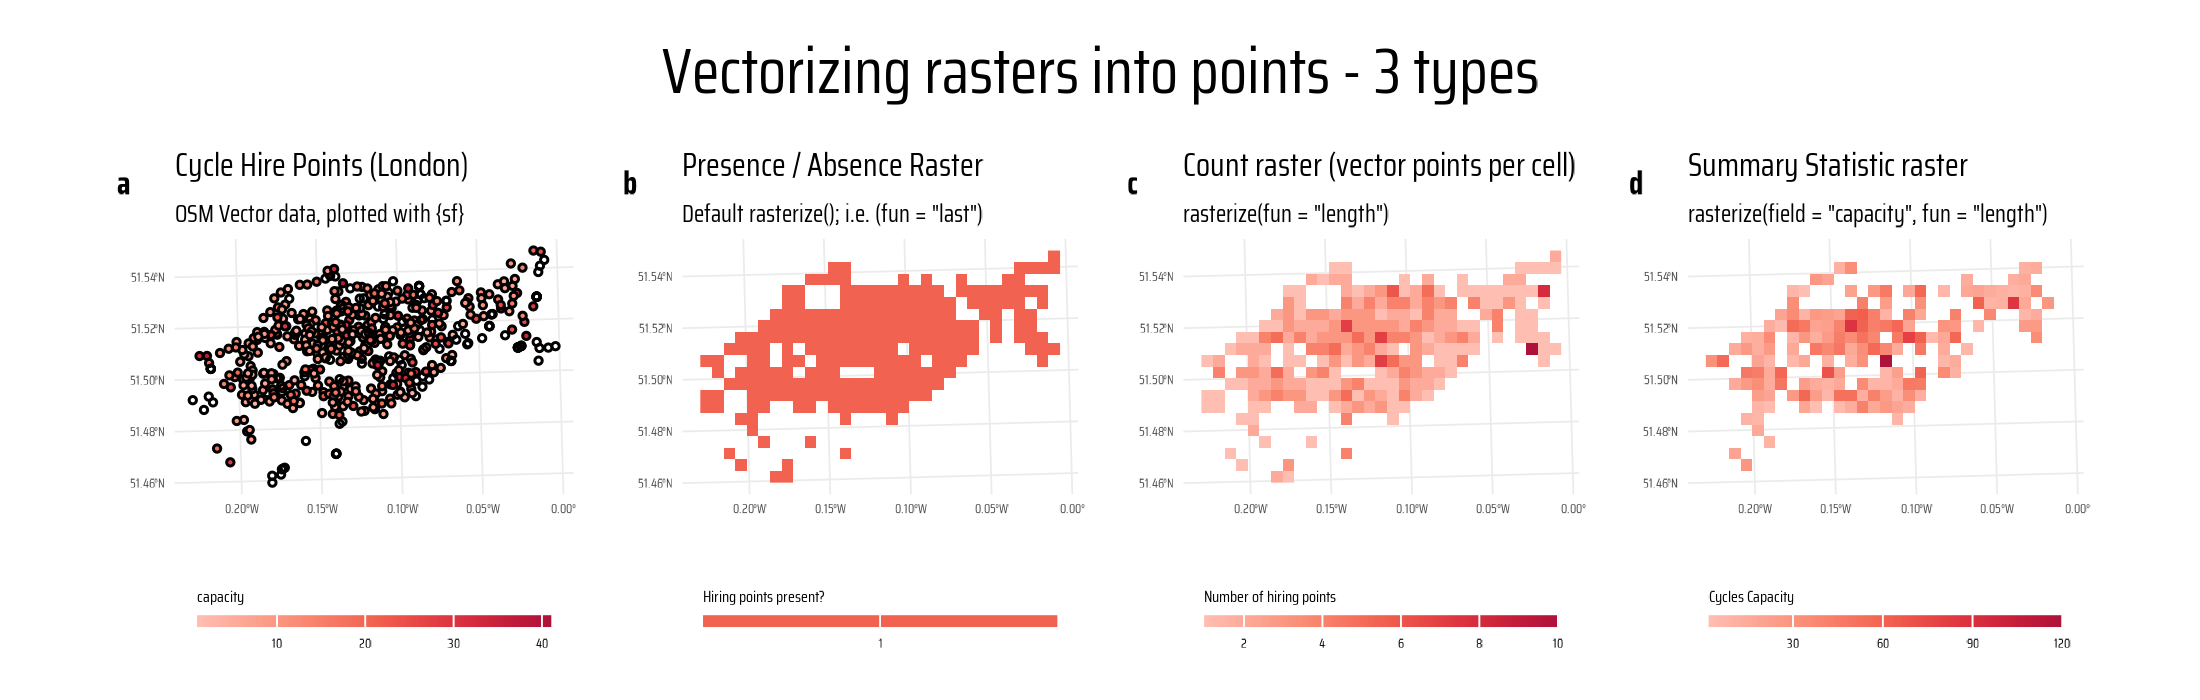 Vectorizing rasters into points - 3 types
a
Cycle Hire Points (London)
OSM Vector data, plotted with {sf}
51.54°N
51.52°N
51.50°N
51.48°N
51.46°N
0.20°W 0.15°W 0.10°W 0.05°W 0.00°
capacity
10 20 30 40
b
Presence / Absence Raster
Default rasterize(); i.e. (fun = "last")
51.54°N
51.52°N
51.50°N
51.48°N
51.46°N
0.20°W 0.15°W 0.10°W 0.05°W 0.00°
Hiring points present?
1
c
Count raster (vector points per cell)
rasterize(fun = "length")
51.54°N
51.52°N
51.50°N
51.48°N
51.46°N
0.20°W 0.15°W 0.10°W 0.05°W 0.00°
Number of hiring points
2 4 6 8 10
d
Summary Statistic raster
rasterize(field = "capacity", fun = "length")
51.54°N
51.52°N
51.50°N
51.48°N
51.46°N
0.20°W 0.15°W 0.10°W 0.05°W 0.00°
Cycles Capacity
30 60 90 120